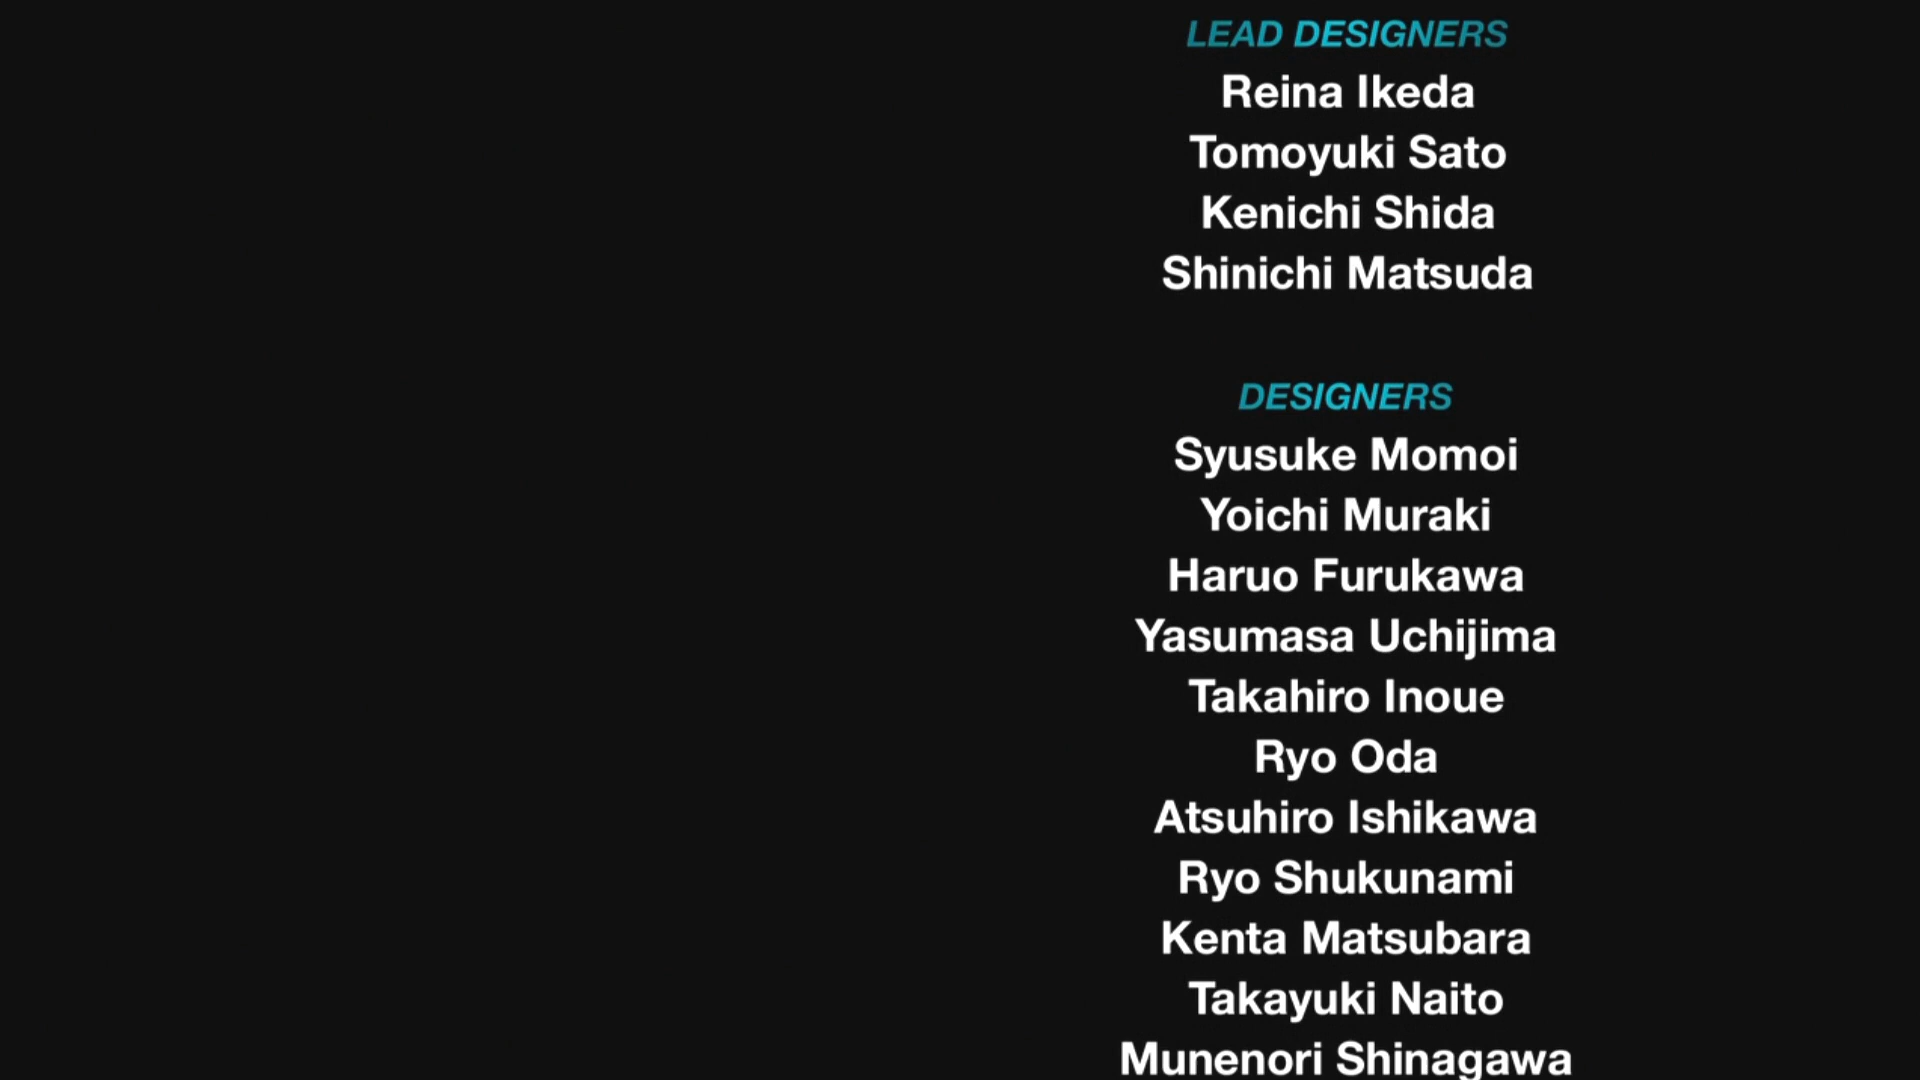 LEAD DESIGNERS
Reina Ikeda
Tomoyuki Sato
Kenichi Shida
Shinichi Matsuda
DESIGNERS
Syusuke Momoi
Yoichi Muraki
Haruo Furukawa
Yasumasa Uchijima
Takahiro Inoue
Ryo Oda
Atsuhiro Ishikawa
Ryo Shukunami
Kenta Matsubara
Takayuki Naito
Munenori Shinagawa